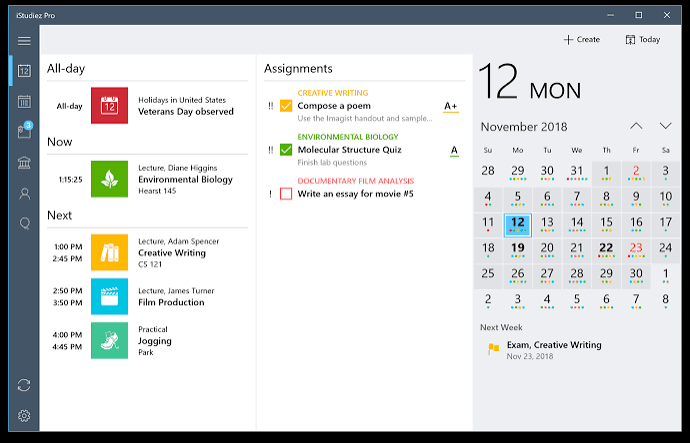 iStudiez Pro
Create
Today
12
3
All-day
All-day
12
Holidays in United States
Veterans Day observed
Now
1:15:25
Lecture, Diane Higgins
Environmental Biology
Hearst 145
Next
1:00 PM
2:45 PM
Lecture, Adam Spencer
Creative Writing
CS 121
2:50 PM
3:50 PM
Lecture, James Turner
Film Production
4:00 PM
4:45 PM
Practical
Jogging
Park
Assignments
CREATIVE WRITING
!! Compose a poem A+
Use the Imagist handout and sample...
ENVIRONMENTAL BIOLOGY
!! Molecular Structure Quiz A
Finish lab questions
DOCUMENTARY FILM ANALYSIS
! Write an essay for movie #5
12 MON
November 2018
Su Mo Tu We Th Fr Sa
28 29 30 31 1 2 3
4 5 6 7 8 9 10
11 12 13 14 15 16 17
18 19 20 21 22 23 24
25 26 27 28 29 30 1
2 3 4 5 6 7 8
Next Week
Exam, Creative Writing
Nov 23, 2018